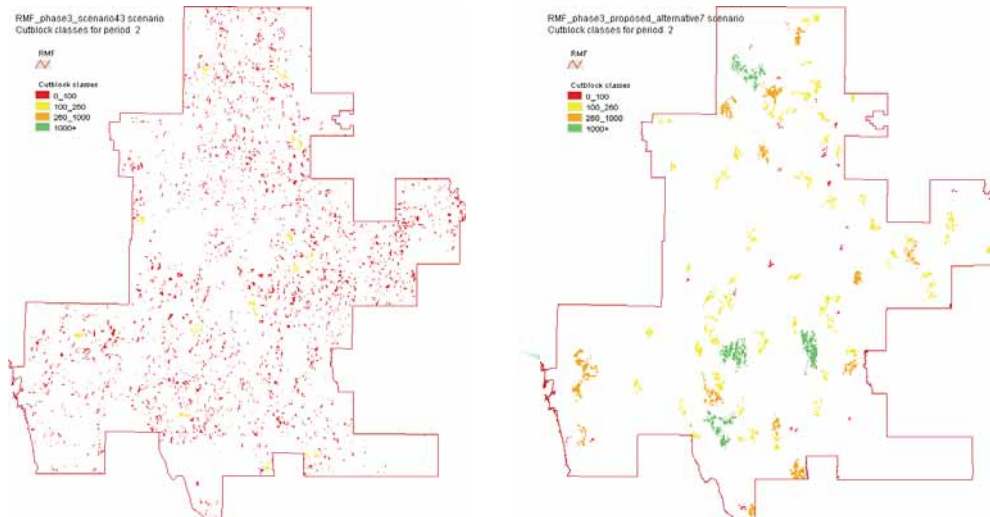 RMF_phase3_scenario43 scenario
Cutblock classes for period 2
RMF
Cutblock classes
0_100
100_250
250_1000
1000+
RMF_phase3_proposed_alternative7 scenario
Cutblock classes for period 2
RMF
Cutblock classes
0_100
100_250
250_1000
1000+